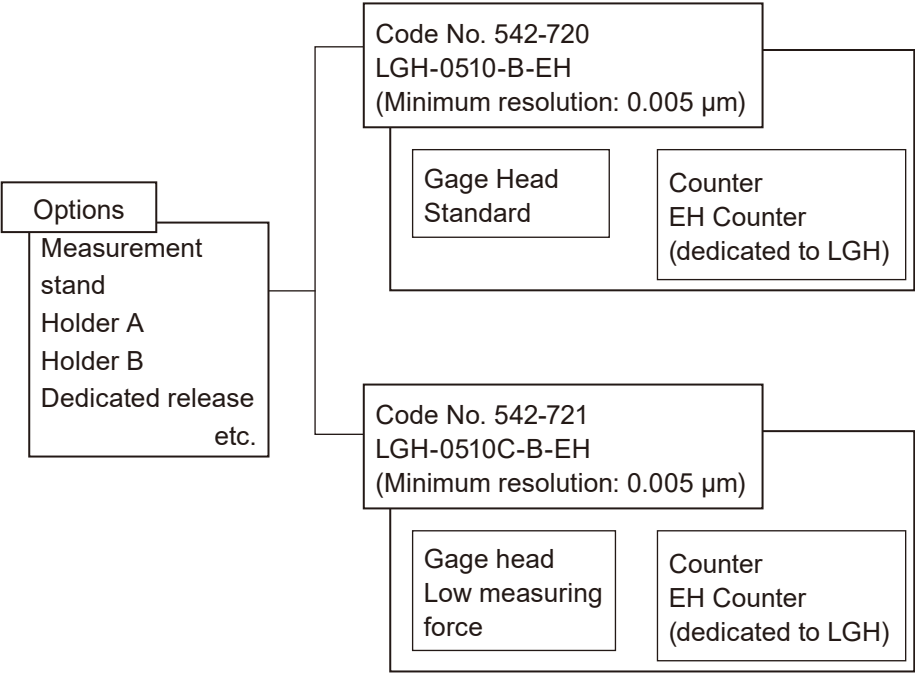 Options
Measurement
stand
Holder A
Holder B
Dedicated release
etc.
Code No. 542-720
LGH-0510-B-EH
(Minimum resolution: 0.005 μm)
Gage Head
Standard
Counter
EH Counter
(dedicated to LGH)
Code No. 542-721
LGH-0510C-B-EH
(Minimum resolution: 0.005 μm)
Gage head
Low measuring
force
Counter
EH Counter
(dedicated to LGH)